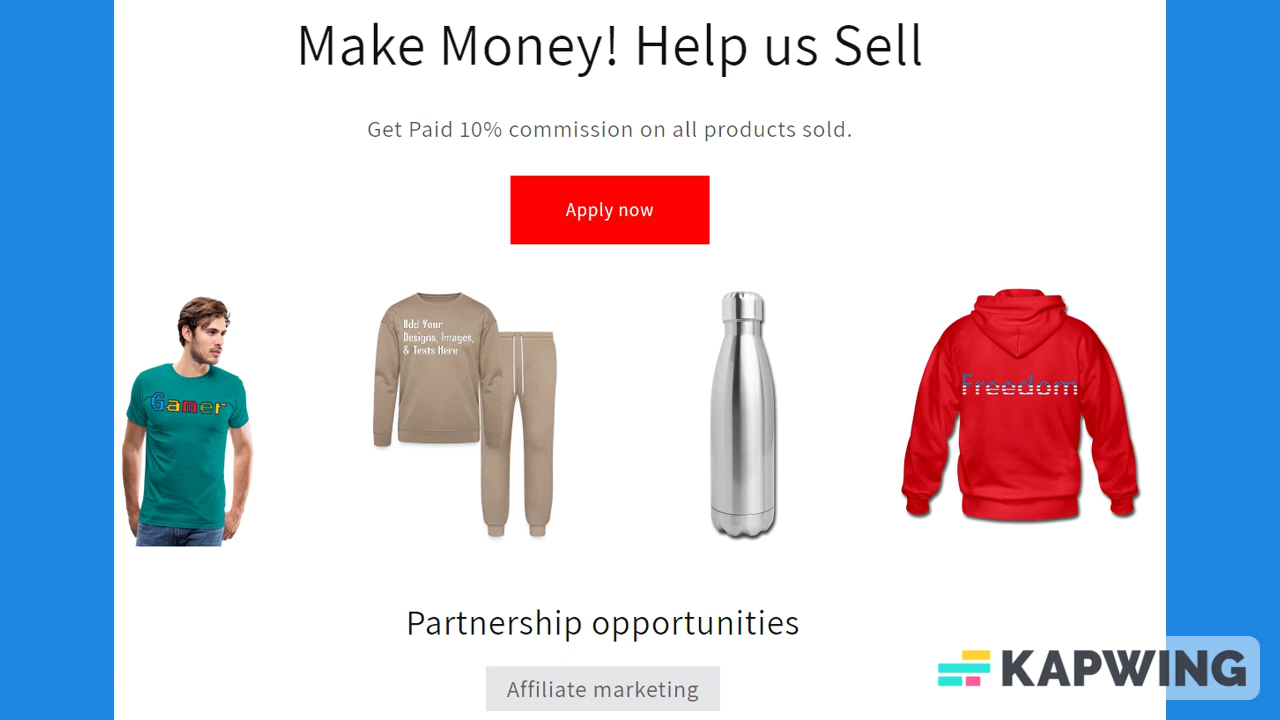 Make Money! Help us Sell
Get Paid 10% commission on all products sold.
Apply now
Gamer
Add Your
Designs, Images,
& Texts Here
Freedom
Partnership opportunities
Affiliate marketing
KAPWING